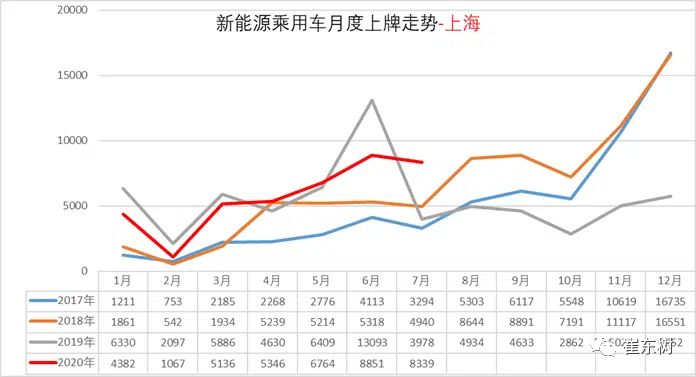 新能源乘用车月度上牌走势-上海
20000
15000
10000
5000
0
1月 2月 3月 4月 5月 6月 7月 8月 9月 10月 11月 12月
2017年 1211 753 2185 2268 2776 4113 3294 5303 6117 5548 10619 16735
2018年 1861 542 1934 5239 5214 5318 4940 8644 8891 7191 11117 16551
2019年 6330 2097 5886 4630 6409 13093 3978 4934 4633 2862
2020年 4382 1067 5136 5346 6764 8851 8339
崔东树